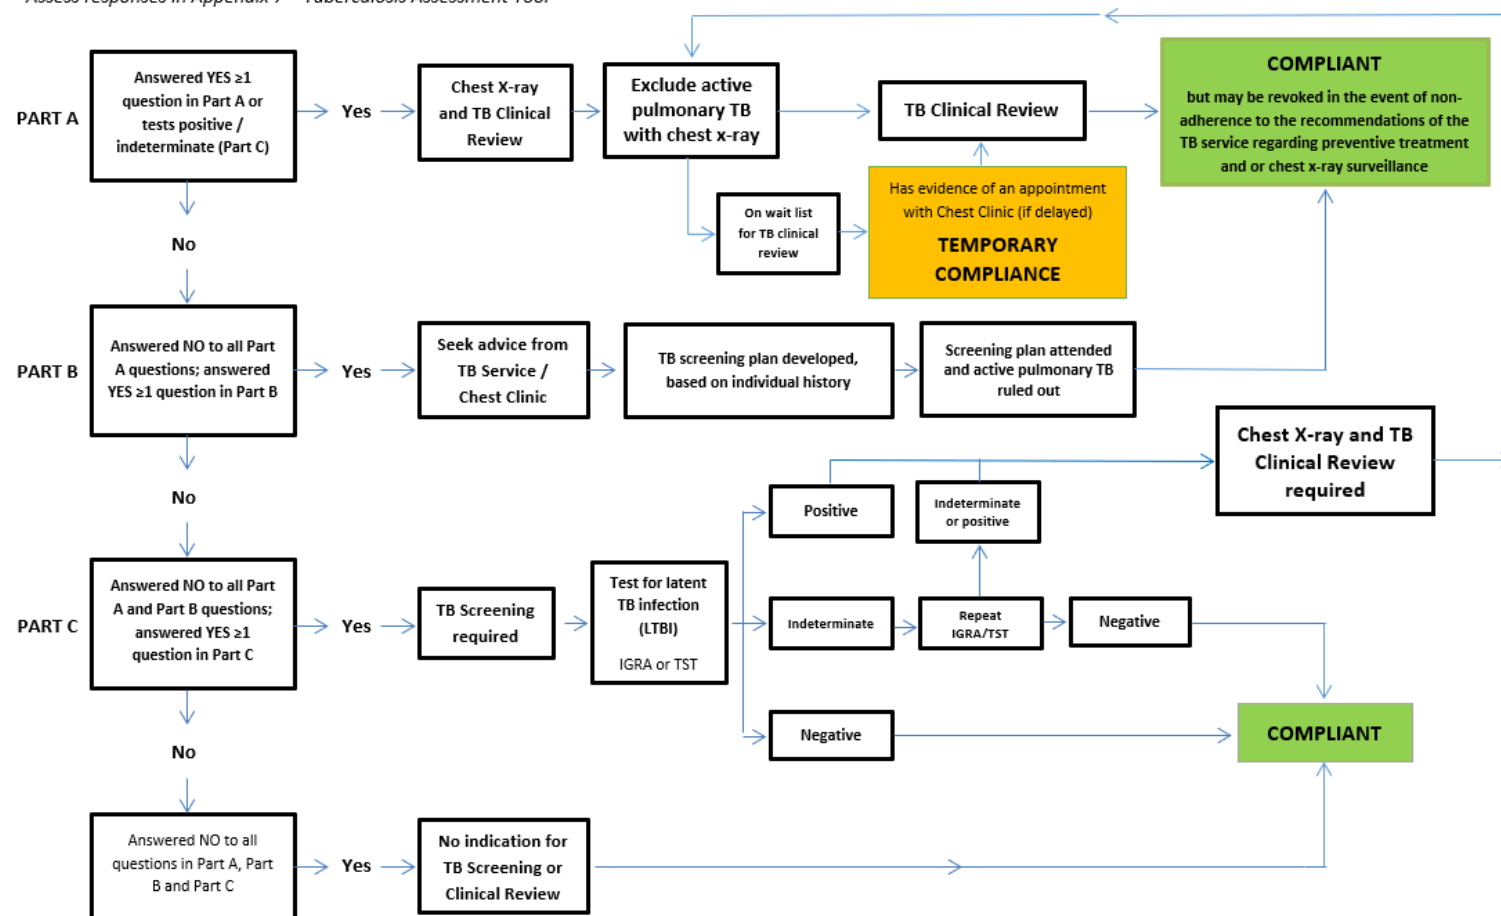 Assess responses in Appendix 7 – Tuberculosis Assessment Tool
PART A
Answered YES ≥1
question in Part A or
tests positive /
indeterminate (Part C)
Yes
Chest X-ray
and TB Clinical
Review
Exclude active
pulmonary TB
with chest x-ray
TB Clinical Review
COMPLIANT
but may be revoked in the event of non-
adherence to the recommendations of the
TB service regarding preventive treatment
and or chest x-ray surveillance
On wait list
for TB clinical
review
Has evidence of an appointment
with Chest Clinic (if delayed)
TEMPORARY
COMPLIANCE
No
PART B
Answered NO to all Part
A questions; answered
YES ≥1 question in Part B
Yes
Seek advice from
TB Service /
Chest Clinic
TB screening plan developed,
based on individual history
Screening plan attended
and active pulmonary TB
ruled out
No
Chest X-ray and TB
Clinical Review
required
PART C
Answered NO to all Part
A and Part B questions;
answered YES ≥1
question in Part C
Yes
TB Screening
required
Test for latent
TB infection
(LTBI)
IGRA or TST
Positive
Indeterminate
or positive
Indeterminate
Repeat
IGRA/TST
Negative
Negative
COMPLIANT
No
Answered NO to all
questions in Part A, Part
B and Part C
Yes
No indication for
TB Screening or
Clinical Review